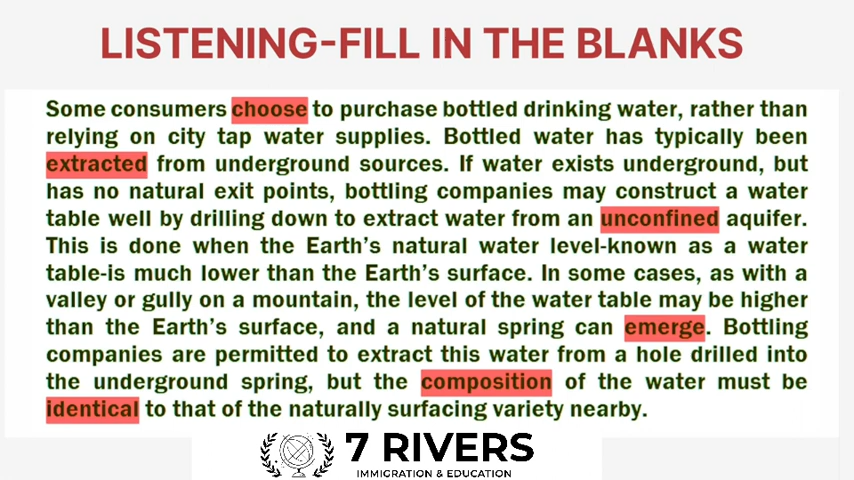 LISTENING-FILL IN THE BLANKS
Some consumers choose to purchase bottled drinking water, rather than
relying on city tap water supplies. Bottled water has typically been
extracted from underground sources. If water exists underground, but
has no natural exit points, bottling companies may construct a water
table well by drilling down to extract water from an unconfined aquifer.
This is done when the Earth's natural water level-known as a water
table-is much lower than the Earth's surface. In some cases, as with a
valley or gully on a mountain, the level of the water table may be higher
than the Earth's surface, and a natural spring can emerge. Bottling
companies are permitted to extract this water from a hole drilled into
the underground spring, but the composition of the water must be
identical to that of the naturally surfacing variety nearby.
7 RIVERS
IMMIGRATION & EDUCATION